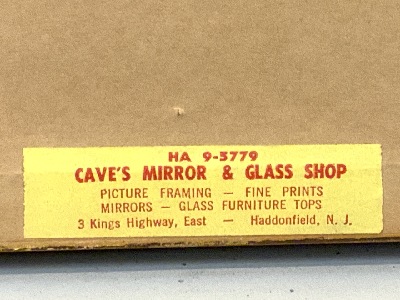 HA 9-3779
CAVE'S MIRROR & GLASS SHOP
PICTURE FRAMING — FINE PRINTS
MIRRORS — GLASS FURNITURE TOPS
3 Kings Highway, East — Haddonfield, N. J.